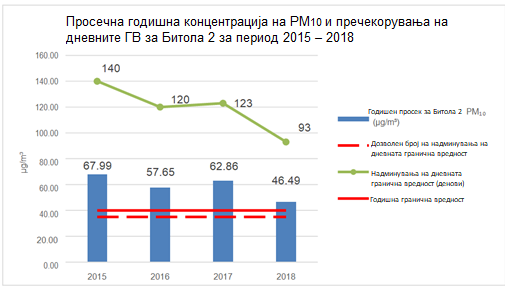 Просечна годишна концентрација на PM10 и пречекорувања на
дневните ГВ за Битола 2 за период 2015 – 2018
160.00
140.00
120.00
100.00
80.00
60.00
40.00
20.00
0.00
µg/m³
140
120
123
93
67.99
57.65
62.86
46.49
2015
2016
2017
2018
Годишен просек за Битола 2 PM10
(µg/m³)
Дозволен број на надминувања на
дневната гранична вредност
Надминувања на дневната
гранична вредност (денови)
Годишна гранична вредност